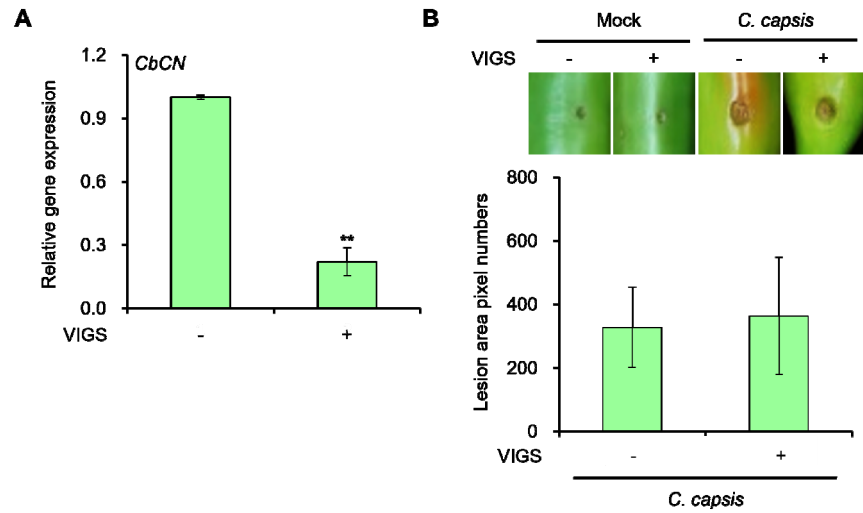 A
Relative gene expression
1.2
0.9
0.6
0.3
0.0
CbCN
**
VIGS - +
B
Mock C. capsis
VIGS - + - +
Lesion area pixel numbers
800
600
400
200
0
VIGS - +
C. capsis